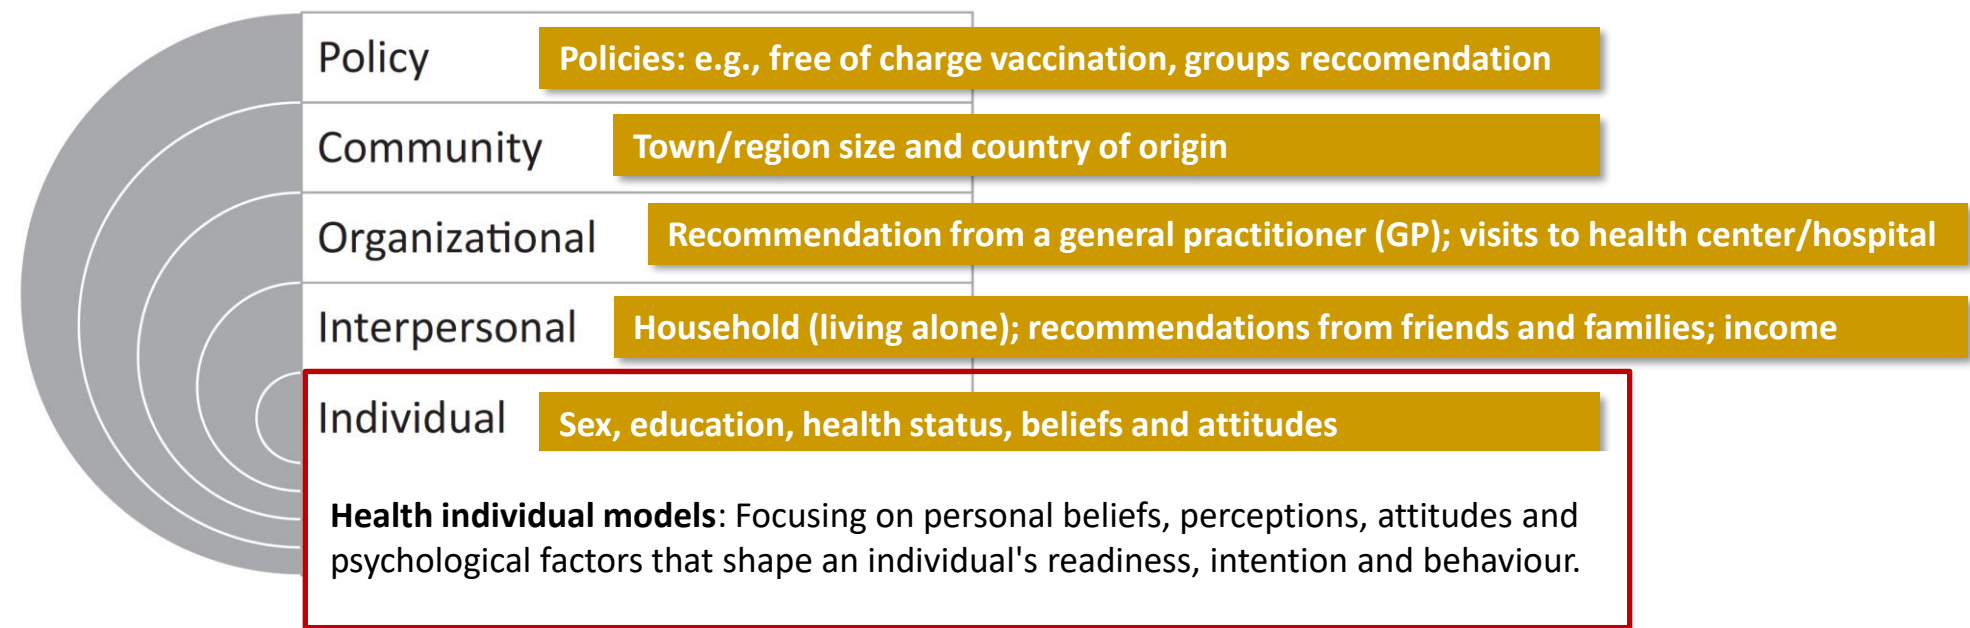 Policy
Policies: e.g., free of charge vaccination, groups reccomendation
Community
Town/region size and country of origin
Organizational
Recommendation from a general practitioner (GP); visits to health center/hospital
Interpersonal
Household (living alone); recommendations from friends and families; income
Individual
Sex, education, health status, beliefs and attitudes
Health individual models: Focusing on personal beliefs, perceptions, attitudes and
psychological factors that shape an individual's readiness, intention and behaviour.